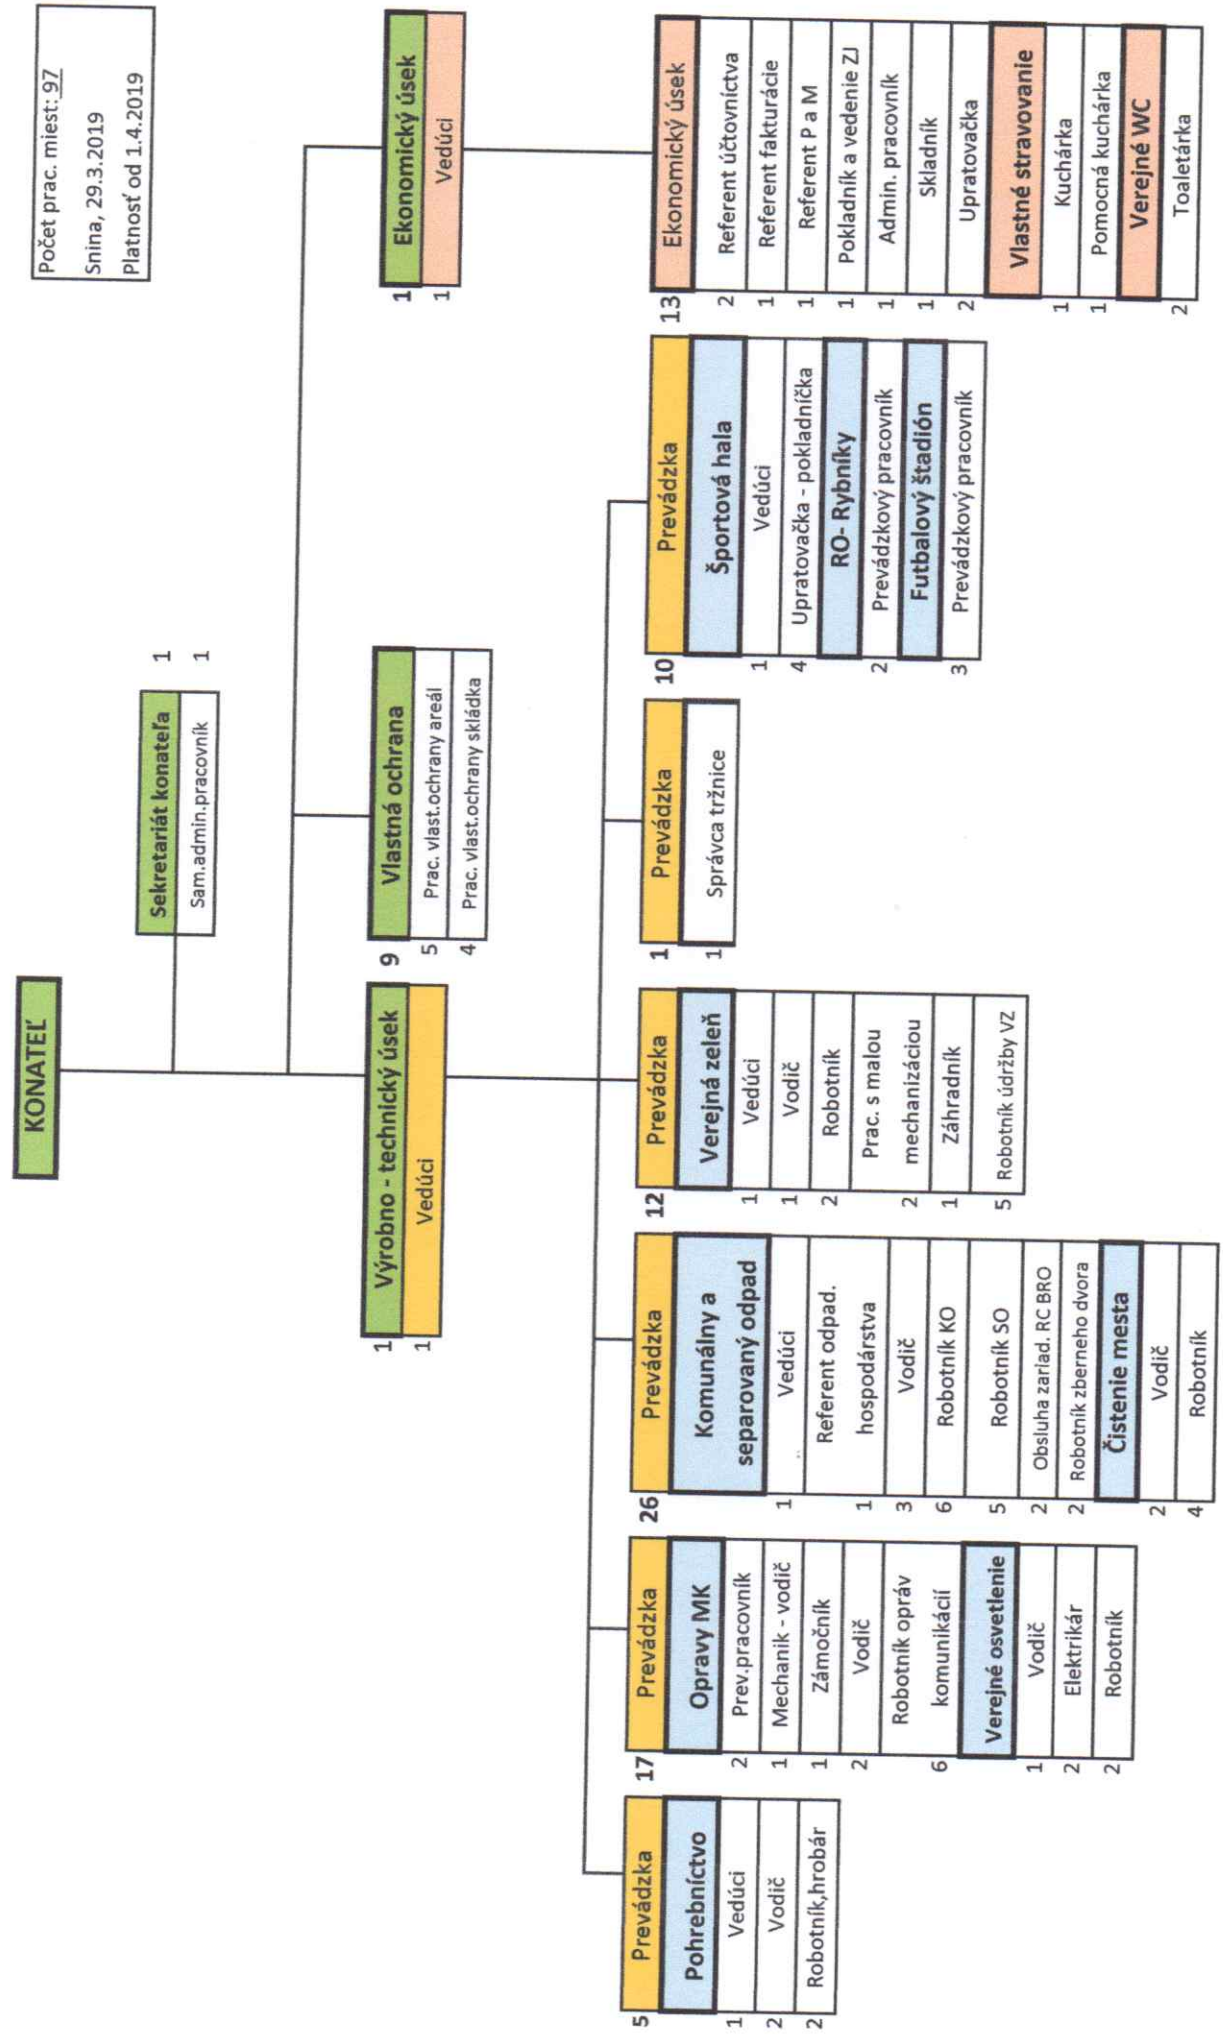 Počet prac. miest: 97
Snina, 29.3.2019
Platnosť od 1.4.2019
KONATEĽ
Sekretariát konateľa 1
Sam.admin.pracovník 1
1 Výrobno - technický úsek
1 Vedúci
9 Vlastná ochrana
5 Prac. vlast.ochrany areál
4 Prac. vlast.ochrany skládka
1 Ekonomický úsek
1 Vedúci
5 Prevádzka
Pohrebníctvo
1 Vedúci
2 Vodič
2 Robotník,hrobár
17 Prevádzka
Opravy MK
2 Prev.pracovník
1 Mechanik - vodič
1 Zámočník
2 Vodič
Robotník opráv
6 komunikácií
Verejné osvetlenie
1 Vodič
2 Elektrikár
2 Robotník
26 Prevádzka
Komunálny a
separovaný odpad
1 Vedúci
Referent odpad.
1 hospodárstva
3 Vodič
6 Robotník KO
5 Robotník SO
2 Obsluha zariad. RC BRO
2 Robotník zberneho dvora
Čistenie mesta
2 Vodič
4 Robotník
12 Prevádzka
Verejná zeleň
1 Vedúci
1 Vodič
2 Robotník
Prac. s malou
2 mechanizáciou
1 Záhradník
5 Robotník údržby VZ
1 Prevádzka
1 Správca tržnice
10 Prevádzka
Športová hala
1 Vedúci
4 Upratovačka - pokladníčka
RO- Rybníky
2 Prevádzkový pracovník
Futbalový štadión
3 Prevádzkový pracovník
13 Ekonomický úsek
2 Referent účtovníctva
1 Referent fakturácie
1 Referent P a M
1 Pokladník a vedenie ZJ
1 Admin. pracovník
1 Skladník
2 Upratovačka
Vlastné stravovanie
1 Kuchárka
1 Pomocná kuchárka
Verejné WC
2 Toaletárka